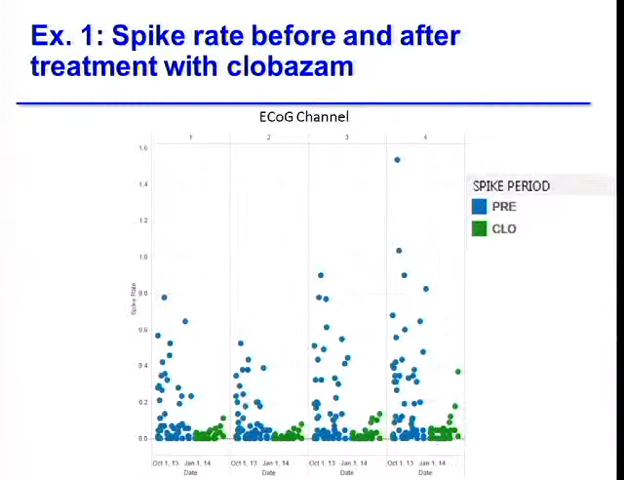 Ex. 1: Spike rate before and after
treatment with clobazam
ECoG Channel
1 2 3 4
SPIKE PERIOD
PRE
CLO
Spike Rate
1.6
1.4
1.2
1.0
0.8
0.6
0.4
0.2
0.0
Oct 1, 13 Jan 1, 14 Oct 1, 13 Jan 1, 14 Oct 1, 13 Jan 1, 14 Oct 1, 13 Jan 1, 14
Date Date Date Date